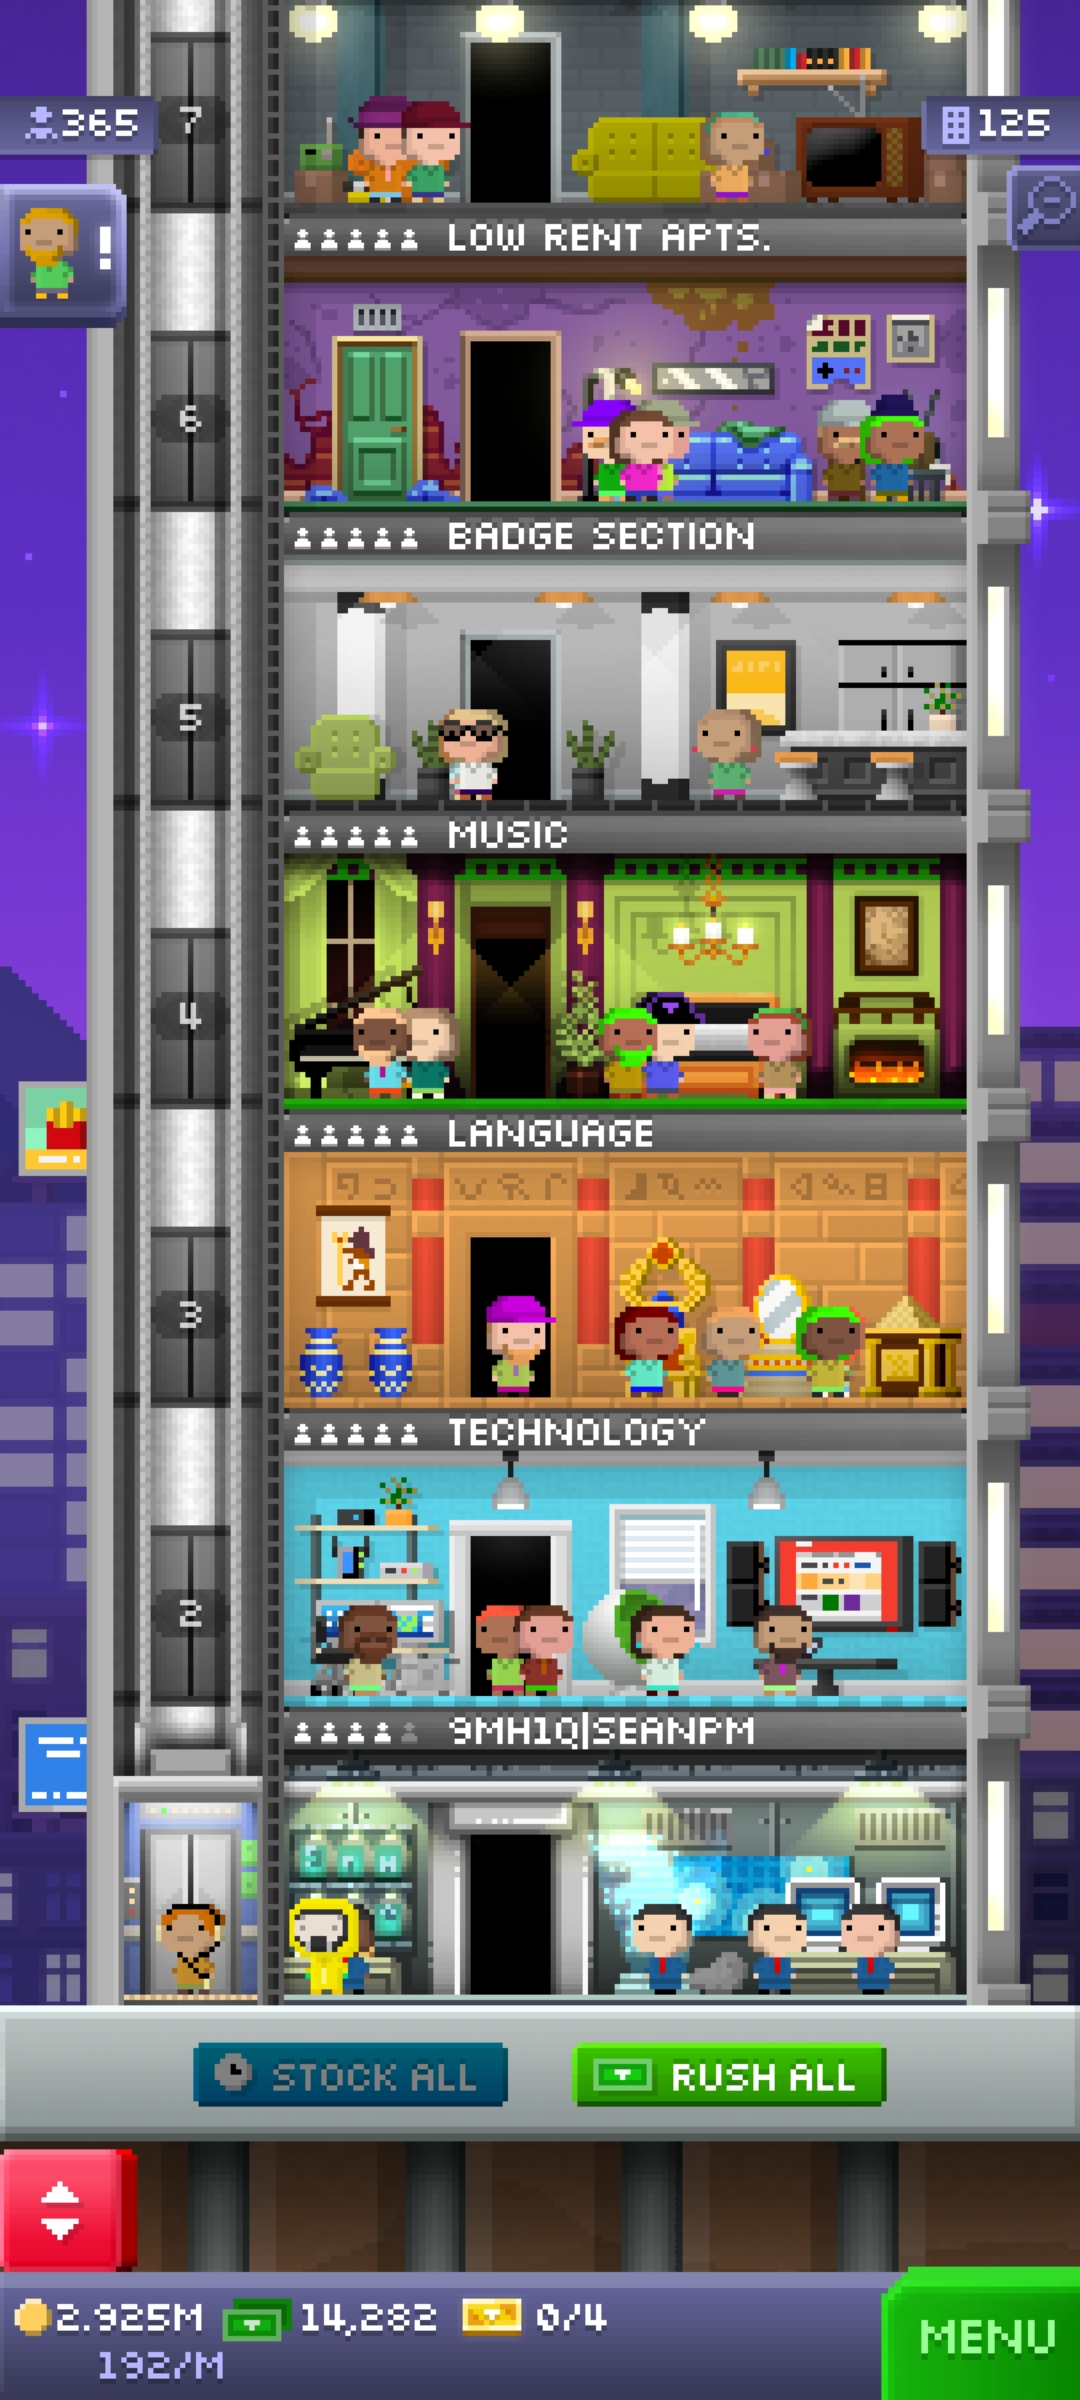 7
365
125
!
LOW RENT APTS.
6
BADGE SECTION
5
MUSIC
4
LANGUAGE
3
TECHNOLOGY
2
9MH1Q|SEANPM
STOCK ALL
RUSH ALL
2.925M
14,282
0/4
192/M
MENU